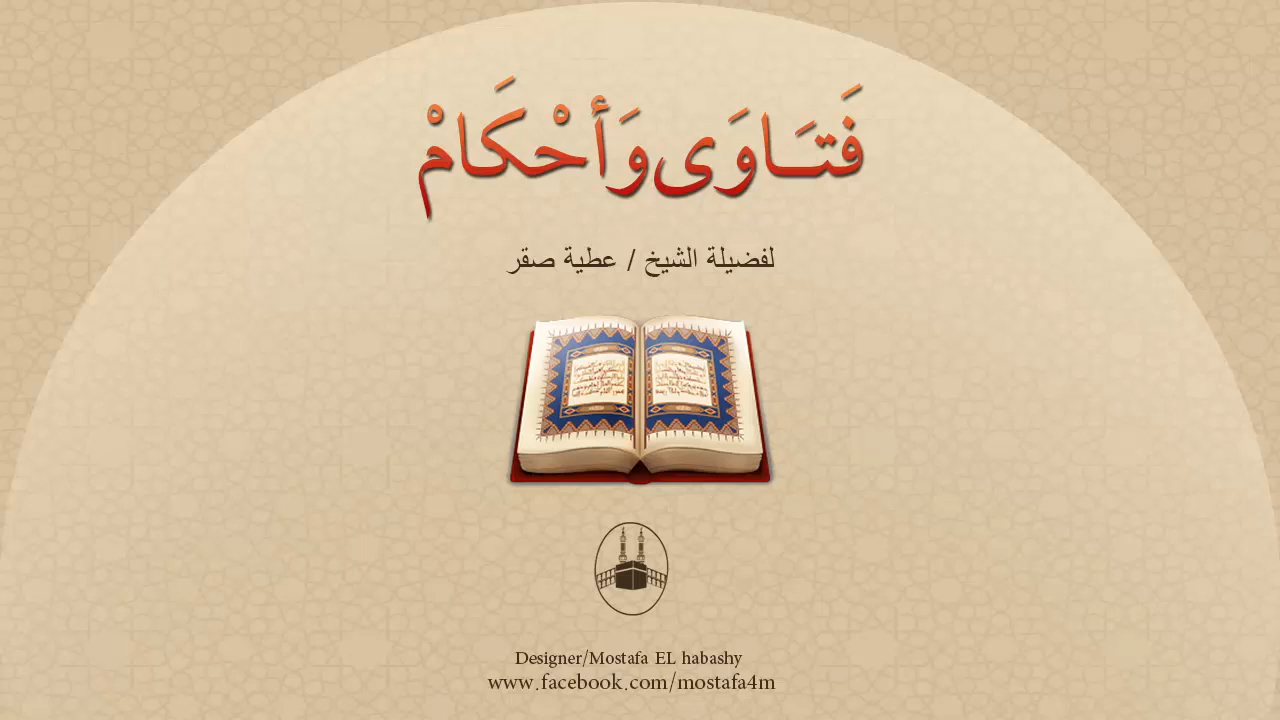 فَتَاوَى وَأَحْكَامْ
لفضيلة الشيخ / عطية صقر
Designer/Mostafa EL habashy
www.facebook.com/mostafa4m